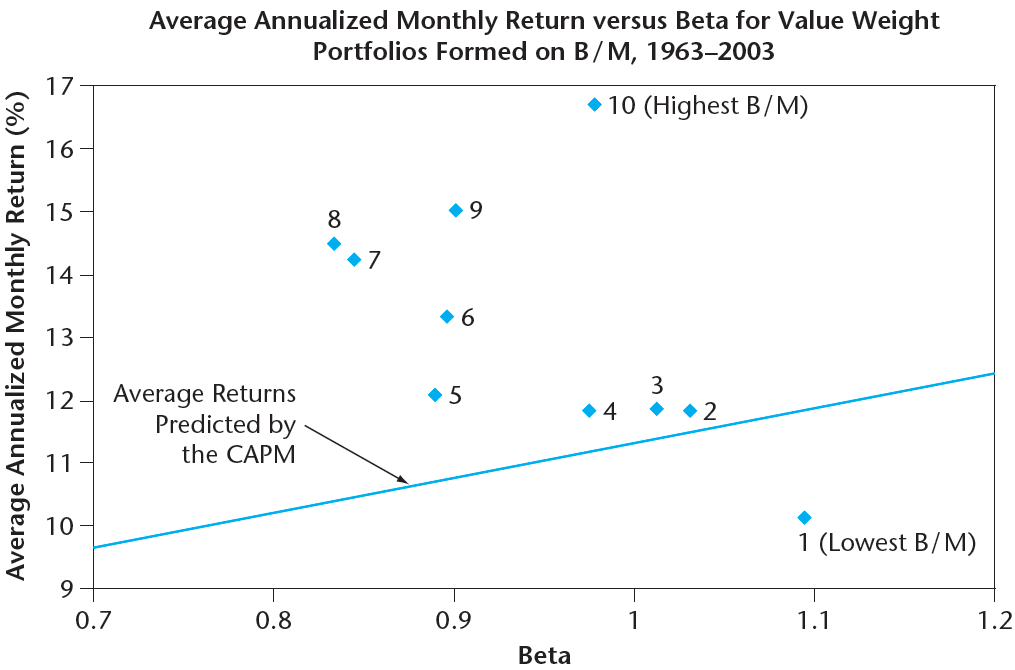 Average Annualized Monthly Return versus Beta for Value Weight
Portfolios Formed on B/M, 1963–2003
Average Annualized Monthly Return (%)
17
16
15
14
13
12
11
10
9
10 (Highest B/M)
9
8
7
6
5
4
3
2
1 (Lowest B/M)
Average Returns
Predicted by
the CAPM
0.7
0.8
0.9
1
1.1
1.2
Beta